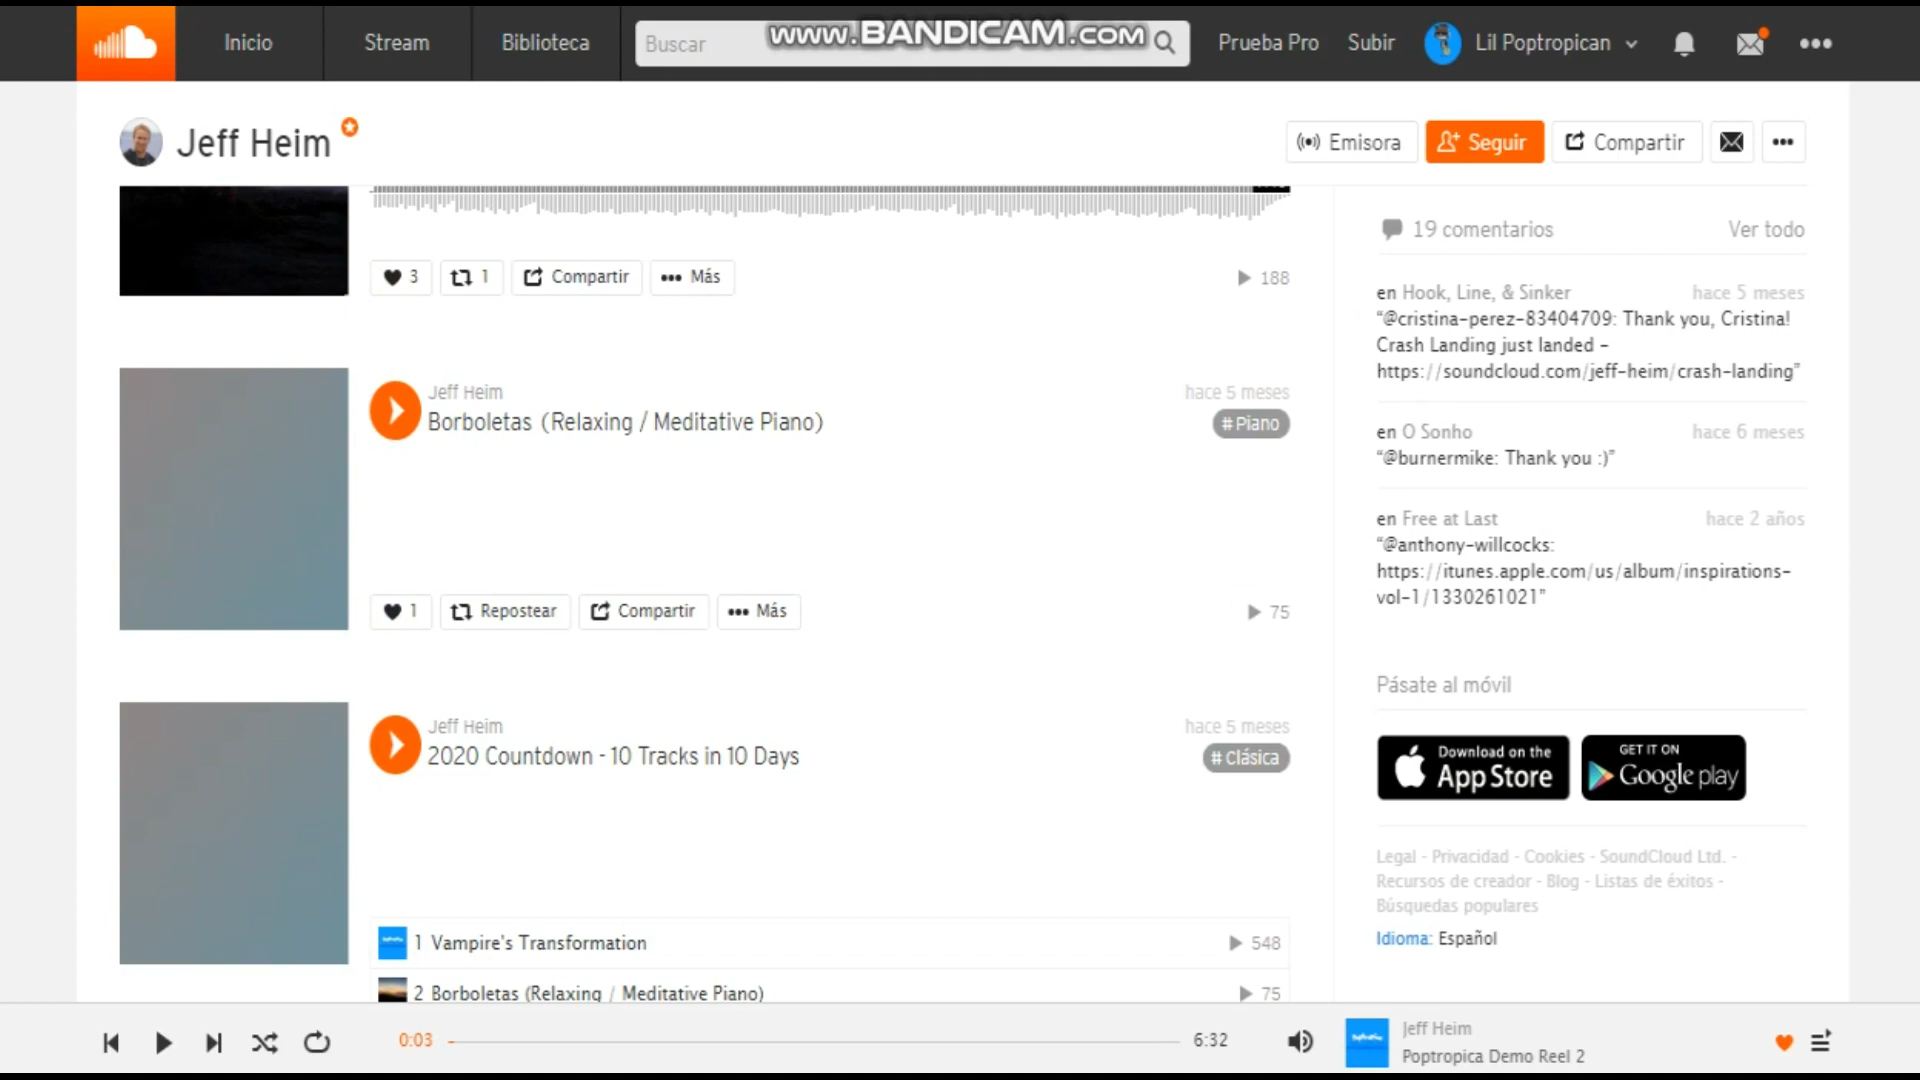 Inicio
Stream
Biblioteca
Buscar
www.BANDICAM.com
Prueba Pro
Subir
Lil Poptropican
Jeff Heim
Emisora
Seguir
Compartir
3
1
Compartir
Más
188
Jeff Heim
hace 5 meses
Borboletas (Relaxing / Meditative Piano)
# Piano
1
Repostear
Compartir
Más
75
Jeff Heim
hace 5 meses
2020 Countdown - 10 Tracks in 10 Days
# Clásica
1 Vampire's Transformation
548
2 Borboletas (Relaxing / Meditative Piano)
75
19 comentarios
Ver todo
en Hook, Line, & Sinker
hace 5 meses
“@cristina-perez-83404709: Thank you, Cristina!
Crash Landing just landed -
https://soundcloud.com/jeff-heim/crash-landing”
en O Sonho
hace 6 meses
“@burnermike: Thank you :)”
en Free at Last
hace 2 años
“@anthony-willcocks:
https://itunes.apple.com/us/album/inspirations-
vol-1/1330261021”
Pásate al móvil
Download on the
App Store
GET IT ON
Google play
Legal - Privacidad - Cookies - SoundCloud Ltd. -
Recursos de creador - Blog - Listas de éxitos -
Búsquedas populares
Idioma: Español
0:03
6:32
Jeff Heim
Poptropica Demo Reel 2